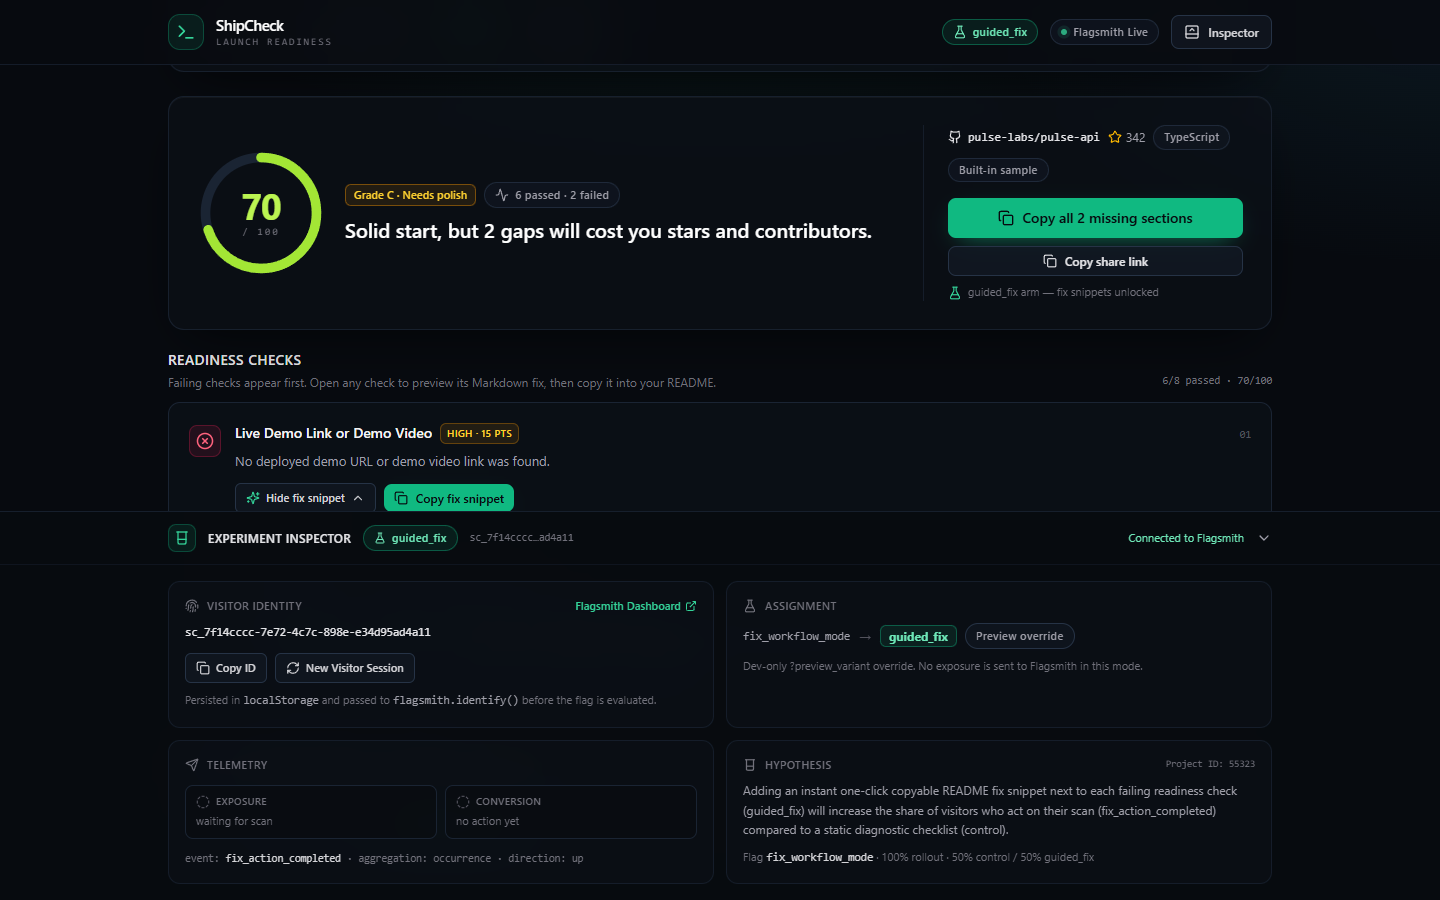 ShipCheck
LAUNCH READINESS
guided_fix
Flagsmith Live
Inspector
70
/ 100
Grade C · Needs polish
6 passed · 2 failed
Solid start, but 2 gaps will cost you stars and contributors.
pulse-labs/pulse-api
342
TypeScript
Built-in sample
Copy all 2 missing sections
Copy share link
guided_fix arm — fix snippets unlocked
READINESS CHECKS
Failing checks appear first. Open any check to preview its Markdown fix, then copy it into your README.
6/8 passed · 70/100
Live Demo Link or Demo Video
HIGH · 15 PTS
01
No deployed demo URL or demo video link was found.
Hide fix snippet
Copy fix snippet
EXPERIMENT INSPECTOR
guided_fix
sc_7f14cccc…ad4a11
Connected to Flagsmith
VISITOR IDENTITY
Flagsmith Dashboard
sc_7f14cccc-7e72-4c7c-898e-e34d95ad4a11
Copy ID
New Visitor Session
Persisted in localStorage and passed to flagsmith.identify() before the flag is evaluated.
ASSIGNMENT
fix_workflow_mode → guided_fix
Preview override
Dev-only ?preview_variant override. No exposure is sent to Flagsmith in this mode.
TELEMETRY
EXPOSURE
waiting for scan
CONVERSION
no action yet
event: fix_action_completed · aggregation: occurrence · direction: up
HYPOTHESIS
Project ID: 55323
Adding an instant one-click copyable README fix snippet next to each failing readiness check
(guided_fix) will increase the share of visitors who act on their scan (fix_action_completed)
compared to a static diagnostic checklist (control).
Flag fix_workflow_mode · 100% rollout · 50% control / 50% guided_fix